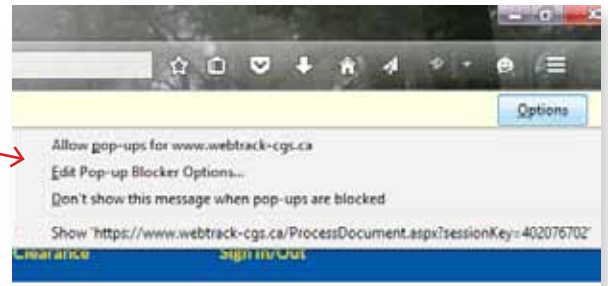 Options
Allow pop-ups for www.webtrack-cgs.ca
Edit Pop-up Blocker Options...
Don't show this message when pop-ups are blocked
Show 'https://www.webtrack-cgs.ca/ProcessDocument.aspx?sessionKey=402076702'
Clearance Sign In/Out